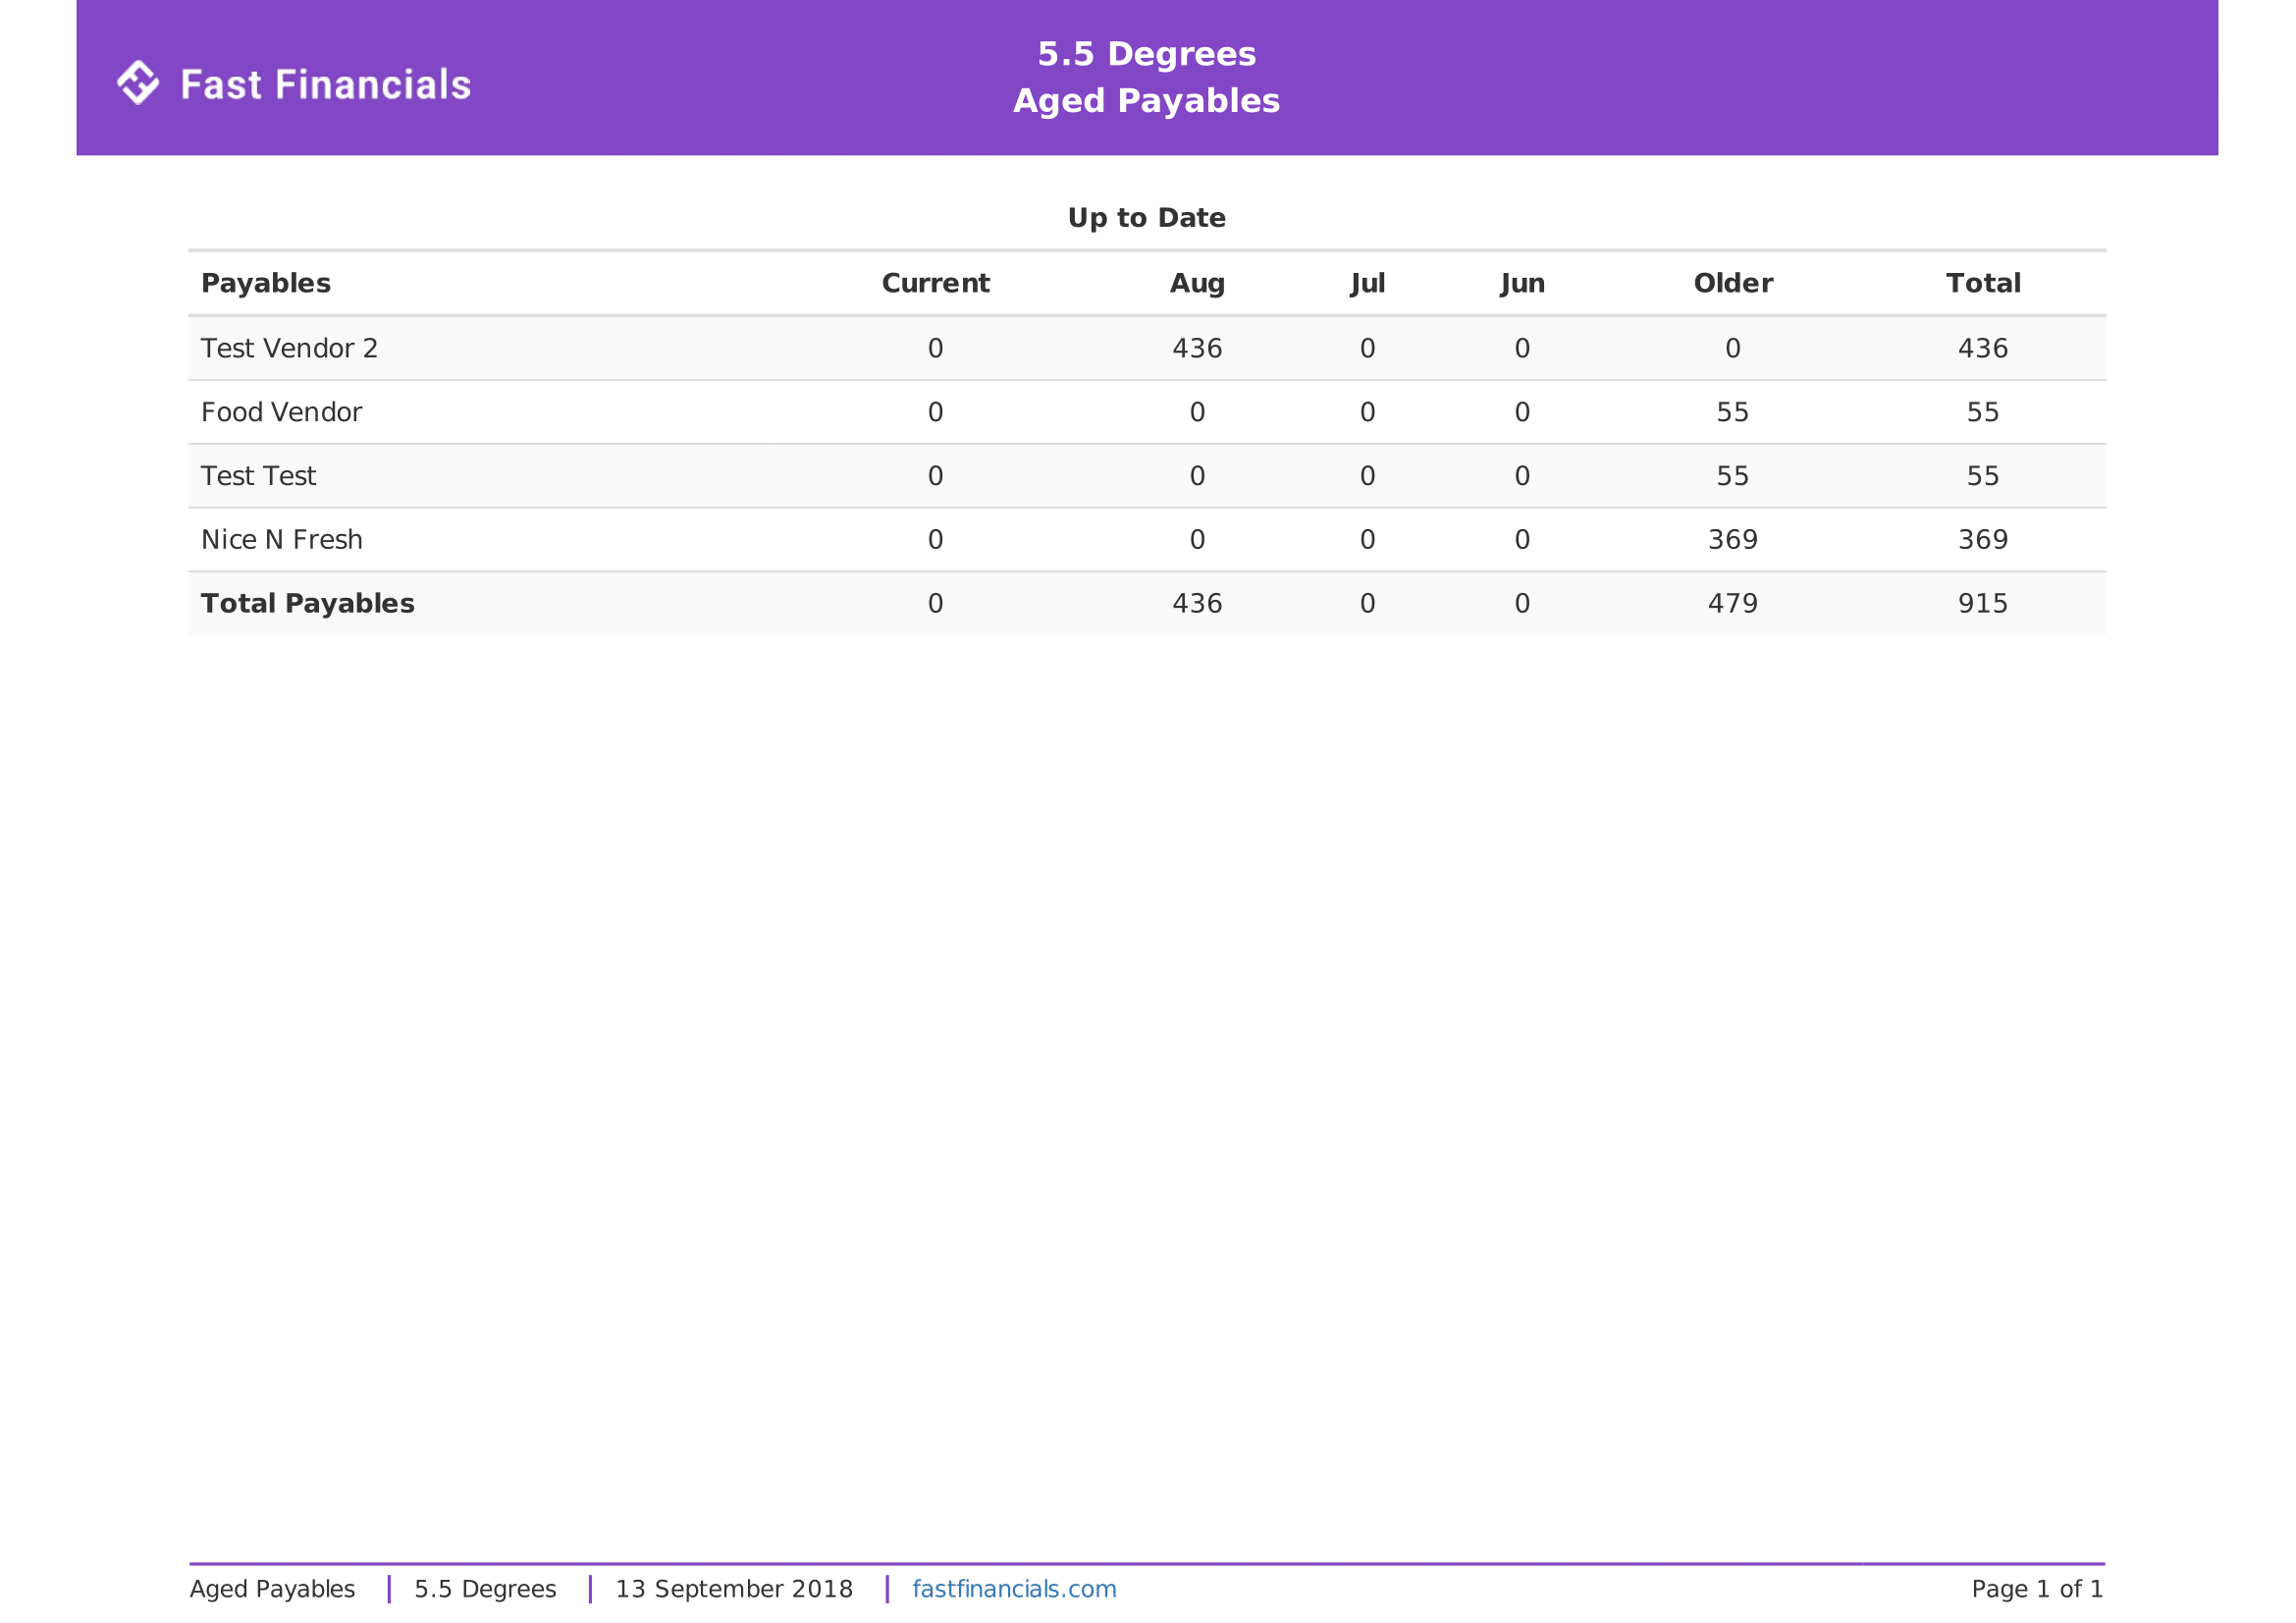 Fast Financials
5.5 Degrees
Aged Payables
Up to Date
Payables Current Aug Jul Jun Older Total
Test Vendor 2 0 436 0 0 0 436
Food Vendor 0 0 0 0 55 55
Test Test 0 0 0 0 55 55
Nice N Fresh 0 0 0 0 369 369
Total Payables 0 436 0 0 479 915
Aged Payables | 5.5 Degrees | 13 September 2018 | fastfinancials.com Page 1 of 1